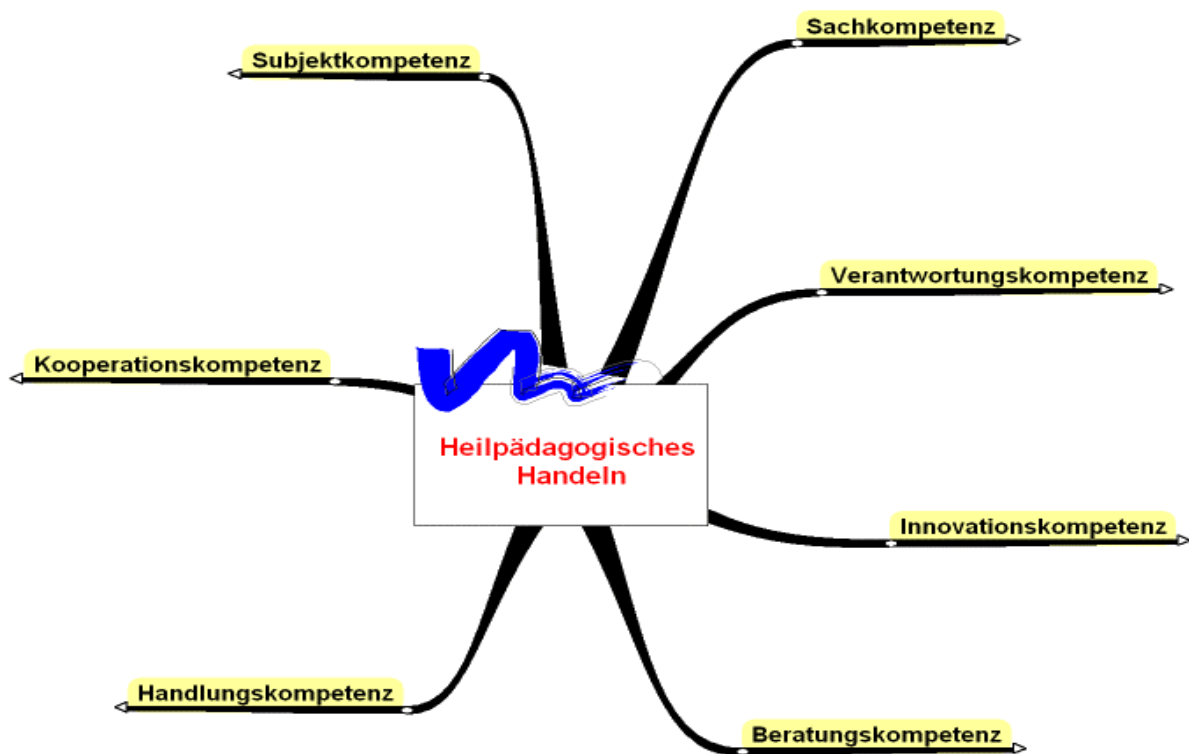 Sachkompetenz
Subjektkompetenz
Verantwortungskompetenz
Kooperationskompetenz
Heilpädagogisches
Handeln
Innovationskompetenz
Handlungskompetenz
Beratungskompetenz